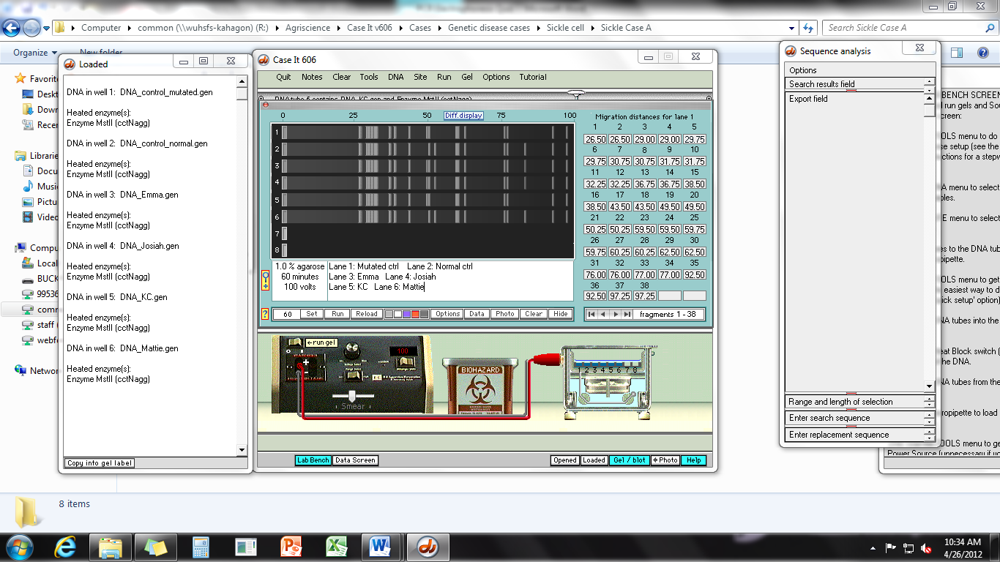 Computer ▸ common (\\wuhsfs-kahagon) (R:) ▸ Agriscience ▸ Case It v606 ▸ Cases ▸ Genetic disease cases ▸ Sickle cell ▸ Sickle Case A
Search Sickle Case A
Organize
New folder
Favorit
Deskt
Down
Recen
Librarie
Docu
Music
Pictu
Video
Compu
Local
BUCK
99536
comm
staff (
webfo
Networ
8 items
Loaded
DNA in well 1: DNA_control_mutated.gen
Heated enzyme(s):
Enzyme MstII (cctNagg)
DNA in well 2: DNA_control_normal.gen
Heated enzyme(s):
Enzyme MstII (cctNagg)
DNA in well 3: DNA_Emma.gen
Heated enzyme(s):
Enzyme MstII (cctNagg)
DNA in well 4: DNA_Josiah.gen
Heated enzyme(s):
Enzyme MstII (cctNagg)
DNA in well 5: DNA_KC.gen
Heated enzyme(s):
Enzyme MstII (cctNagg)
DNA in well 6: DNA_Mattie.gen
Heated enzyme(s):
Enzyme MstII (cctNagg)
Copy into gel label
Case It 606
Quit Notes Clear Tools DNA Site Run Gel Options Tutorial
DNA tube 6 contains DNA_KC.gen and Enzyme MstII (cctNagg)
0 25 50 Diff.display 75 100
1
2
3
4
5
6
7
8
1.0 % agarose
60 minutes
100 volts
Lane 1: Mutated ctrl Lane 2: Normal ctrl
Lane 3: Emma Lane 4: Josiah
Lane 5: KC Lane 6: Mattie
? 60 Set Run Reload Options Data Photo Clear Hide
Migration distances for lane 1
1 2 3 4 5
26.50 26.50 29.00 29.00 29.75
6 7 8 9 10
29.75 30.75 30.75 31.75 31.75
11 12 13 14 15
32.25 32.25 36.75 36.75 38.50
16 17 18 19 20
38.50 43.50 43.50 49.50 49.50
21 22 23 24 25
50.25 50.25 59.50 59.50 59.75
26 27 28 29 30
59.75 60.25 60.25 62.50 62.50
31 32 33 34 35
76.00 76.00 77.00 77.00 92.50
36 37 38
92.50 97.25 97.25
fragments 1 - 38
run gel
100
Smear
BIOHAZARD
1 2 3 4 5 6 7 8
Lab Bench Data Screen Opened Loaded Gel / blot Photo Help
Sequence analysis
Options
Search results field
Export field
Range and length of selection
Enter search sequence
Enter replacement sequence
BENCH SCREEN
run gels and Sou
reen:
OLS menu to do
se setup (see the
ctions for a stepw
A menu to select
les.
E menu to select
es to the DNA tub
ipette.
OLS menu to get
easiest way to d
ick setup' option)
NA tubes into the
eat Block switch (
he DNA.
NA tubes from the
ropipette to load
OOLS menu to ge
Power Source (unnecessary if yo
10:34 AM
4/26/2012